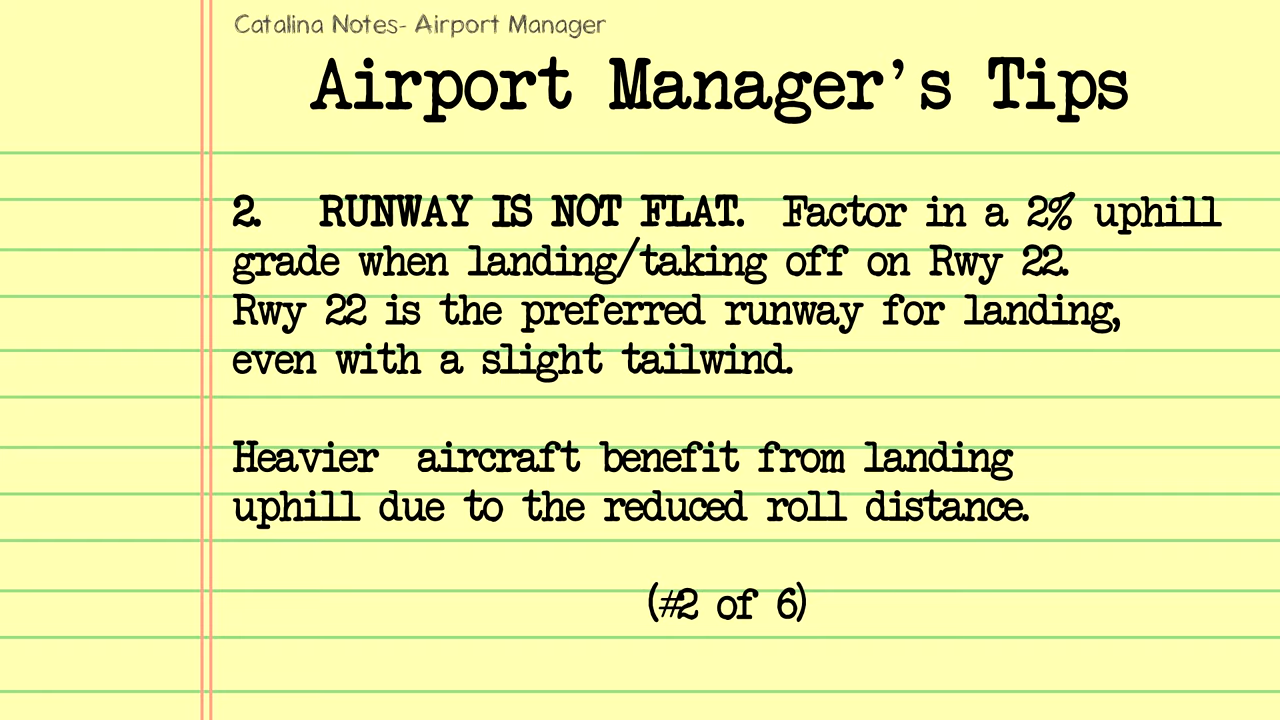 Catalina Notes- Airport Manager
Airport Manager's Tips
2. RUNWAY IS NOT FLAT. Factor in a 2% uphill
grade when landing/taking off on Rwy 22.
Rwy 22 is the preferred runway for landing,
even with a slight tailwind.
Heavier aircraft benefit from landing
uphill due to the reduced roll distance.
(#2 of 6)